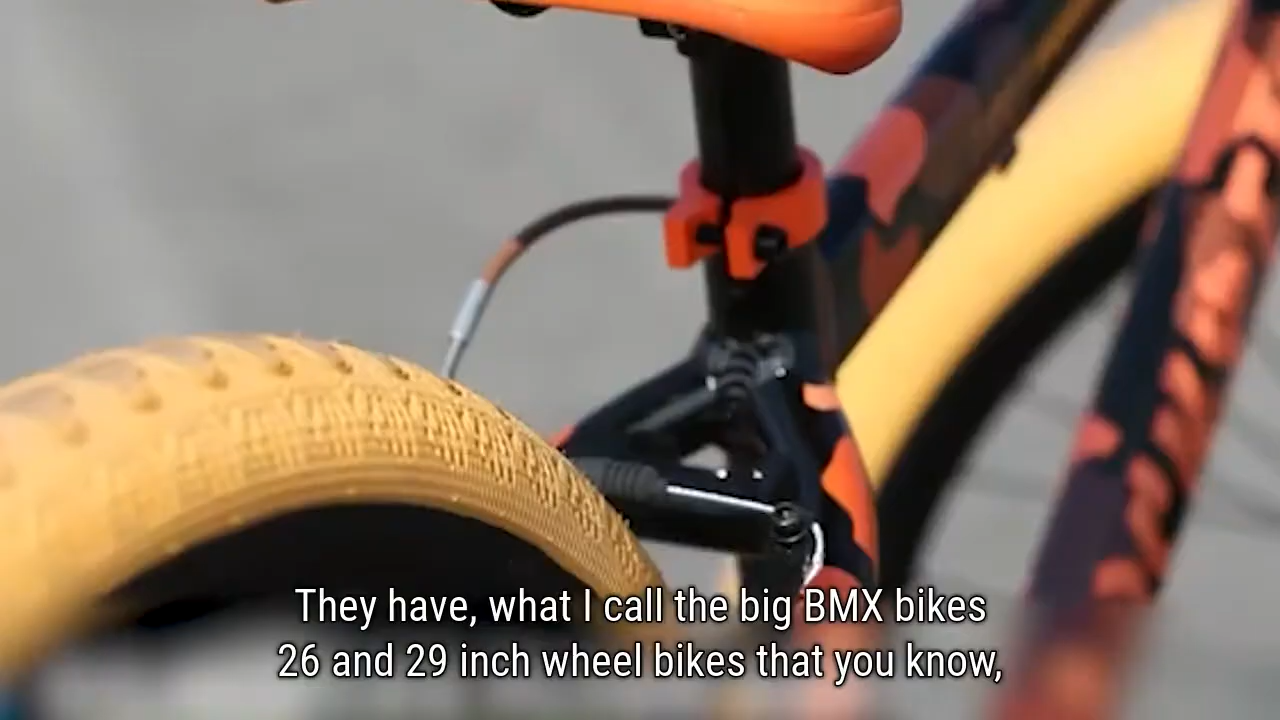 They have, what I call the big BMX bikes
26 and 29 inch wheel bikes that you know,